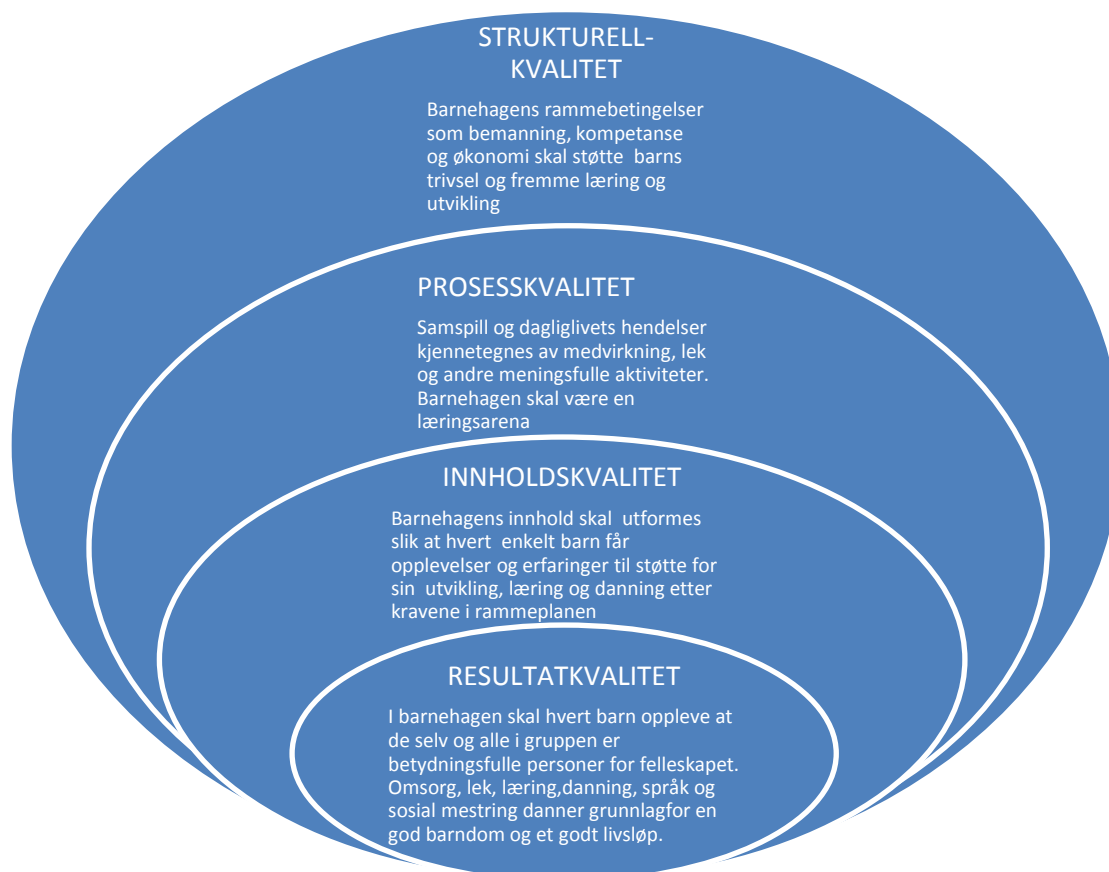 STRUKTURELL-
KVALITET
Barnehagens rammebetingelser
som bemanning, kompetanse
og økonomi skal støtte  barns
trivsel og fremme læring og
utvikling
PROSESSKVALITET
Samspill og dagliglivets hendelser
kjennetegnes av medvirkning, lek
og andre meningsfulle aktiviteter.
Barnehagen skal være en
læringsarena
INNHOLDSKVALITET
Barnehagens innhold skal  utformes
slik at hvert  enkelt barn får
opplevelser og erfaringer til støtte for
sin  utvikling, læring og danning etter
kravene i rammeplanen
RESULTATKVALITET
I barnehagen skal hvert barn oppleve at
de selv og alle i gruppen er
betydningsfulle personer for felleskapet.
Omsorg, lek, læring,danning, språk og
sosial mestring danner grunnlagfor en
god barndom og et godt livsløp.